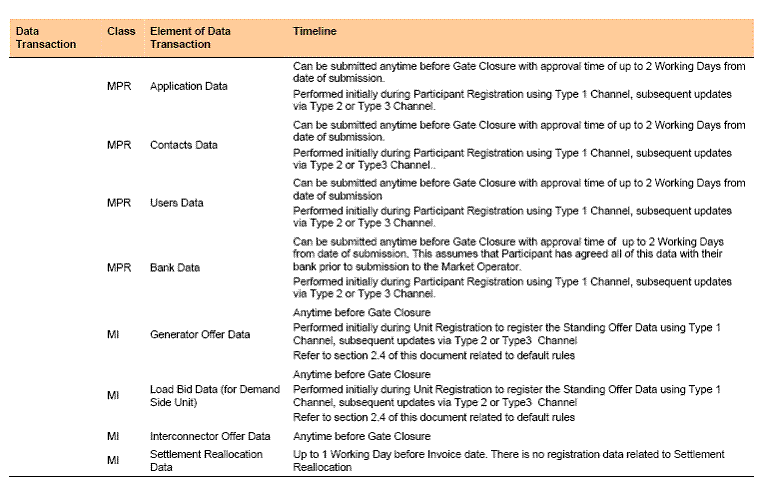 Data Transaction Class Element of Data Transaction Timeline
MPR Application Data
Can be submitted anytime before Gate Closure with approval time of up to 2 Working Days from
date of submission.
Performed initially during Participant Registration using Type 1 Channel, subsequent updates
via Type 2 or Type 3 Channel.
MPR Contacts Data
Can be submitted anytime before Gate Closure with approval time of up to 2 Working Days from
date of submission.
Performed initially during Participant Registration using Type 1 Channel, subsequent updates
via Type 2 or Type3 Channel..
MPR Users Data
Can be submitted anytime before Gate Closure with approval time of up to 2 Working Days from
date of submission
Performed initially during Participant Registration using Type 1 Channel, subsequent updates
via Type 2 or Type 3 Channel.
MPR Bank Data
Can be submitted anytime before Gate Closure with approval time of up to 2 Working Days
from date of submission. This assumes that Participant has agreed all of this data with their
bank prior to submission to the Market Operator.
Performed initially during Participant Registration using Type 1 Channel, subsequent updates
via Type 2 or Type 3 Channel.
MI Generator Offer Data
Anytime before Gate Closure
Performed initially during Unit Registration to register the Standing Offer Data using Type 1
Channel, subsequent updates via Type 2 or Type3 Channel
Refer to section 2.4 of this document related to default rules
MI Load Bid Data (for Demand
Side Unit)
Anytime before Gate Closure
Performed initially during Unit Registration to register the Standing Offer Data using Type 1
Channel, subsequent updates via Type 2 or Type3 Channel
Refer to section 2.4 of this document related to default rules
MI Interconnector Offer Data Anytime before Gate Closure
MI Settlement Reallocation
Data
Up to 1 Working Day before Invoice date. There is no registration data related to Settlement
Reallocation